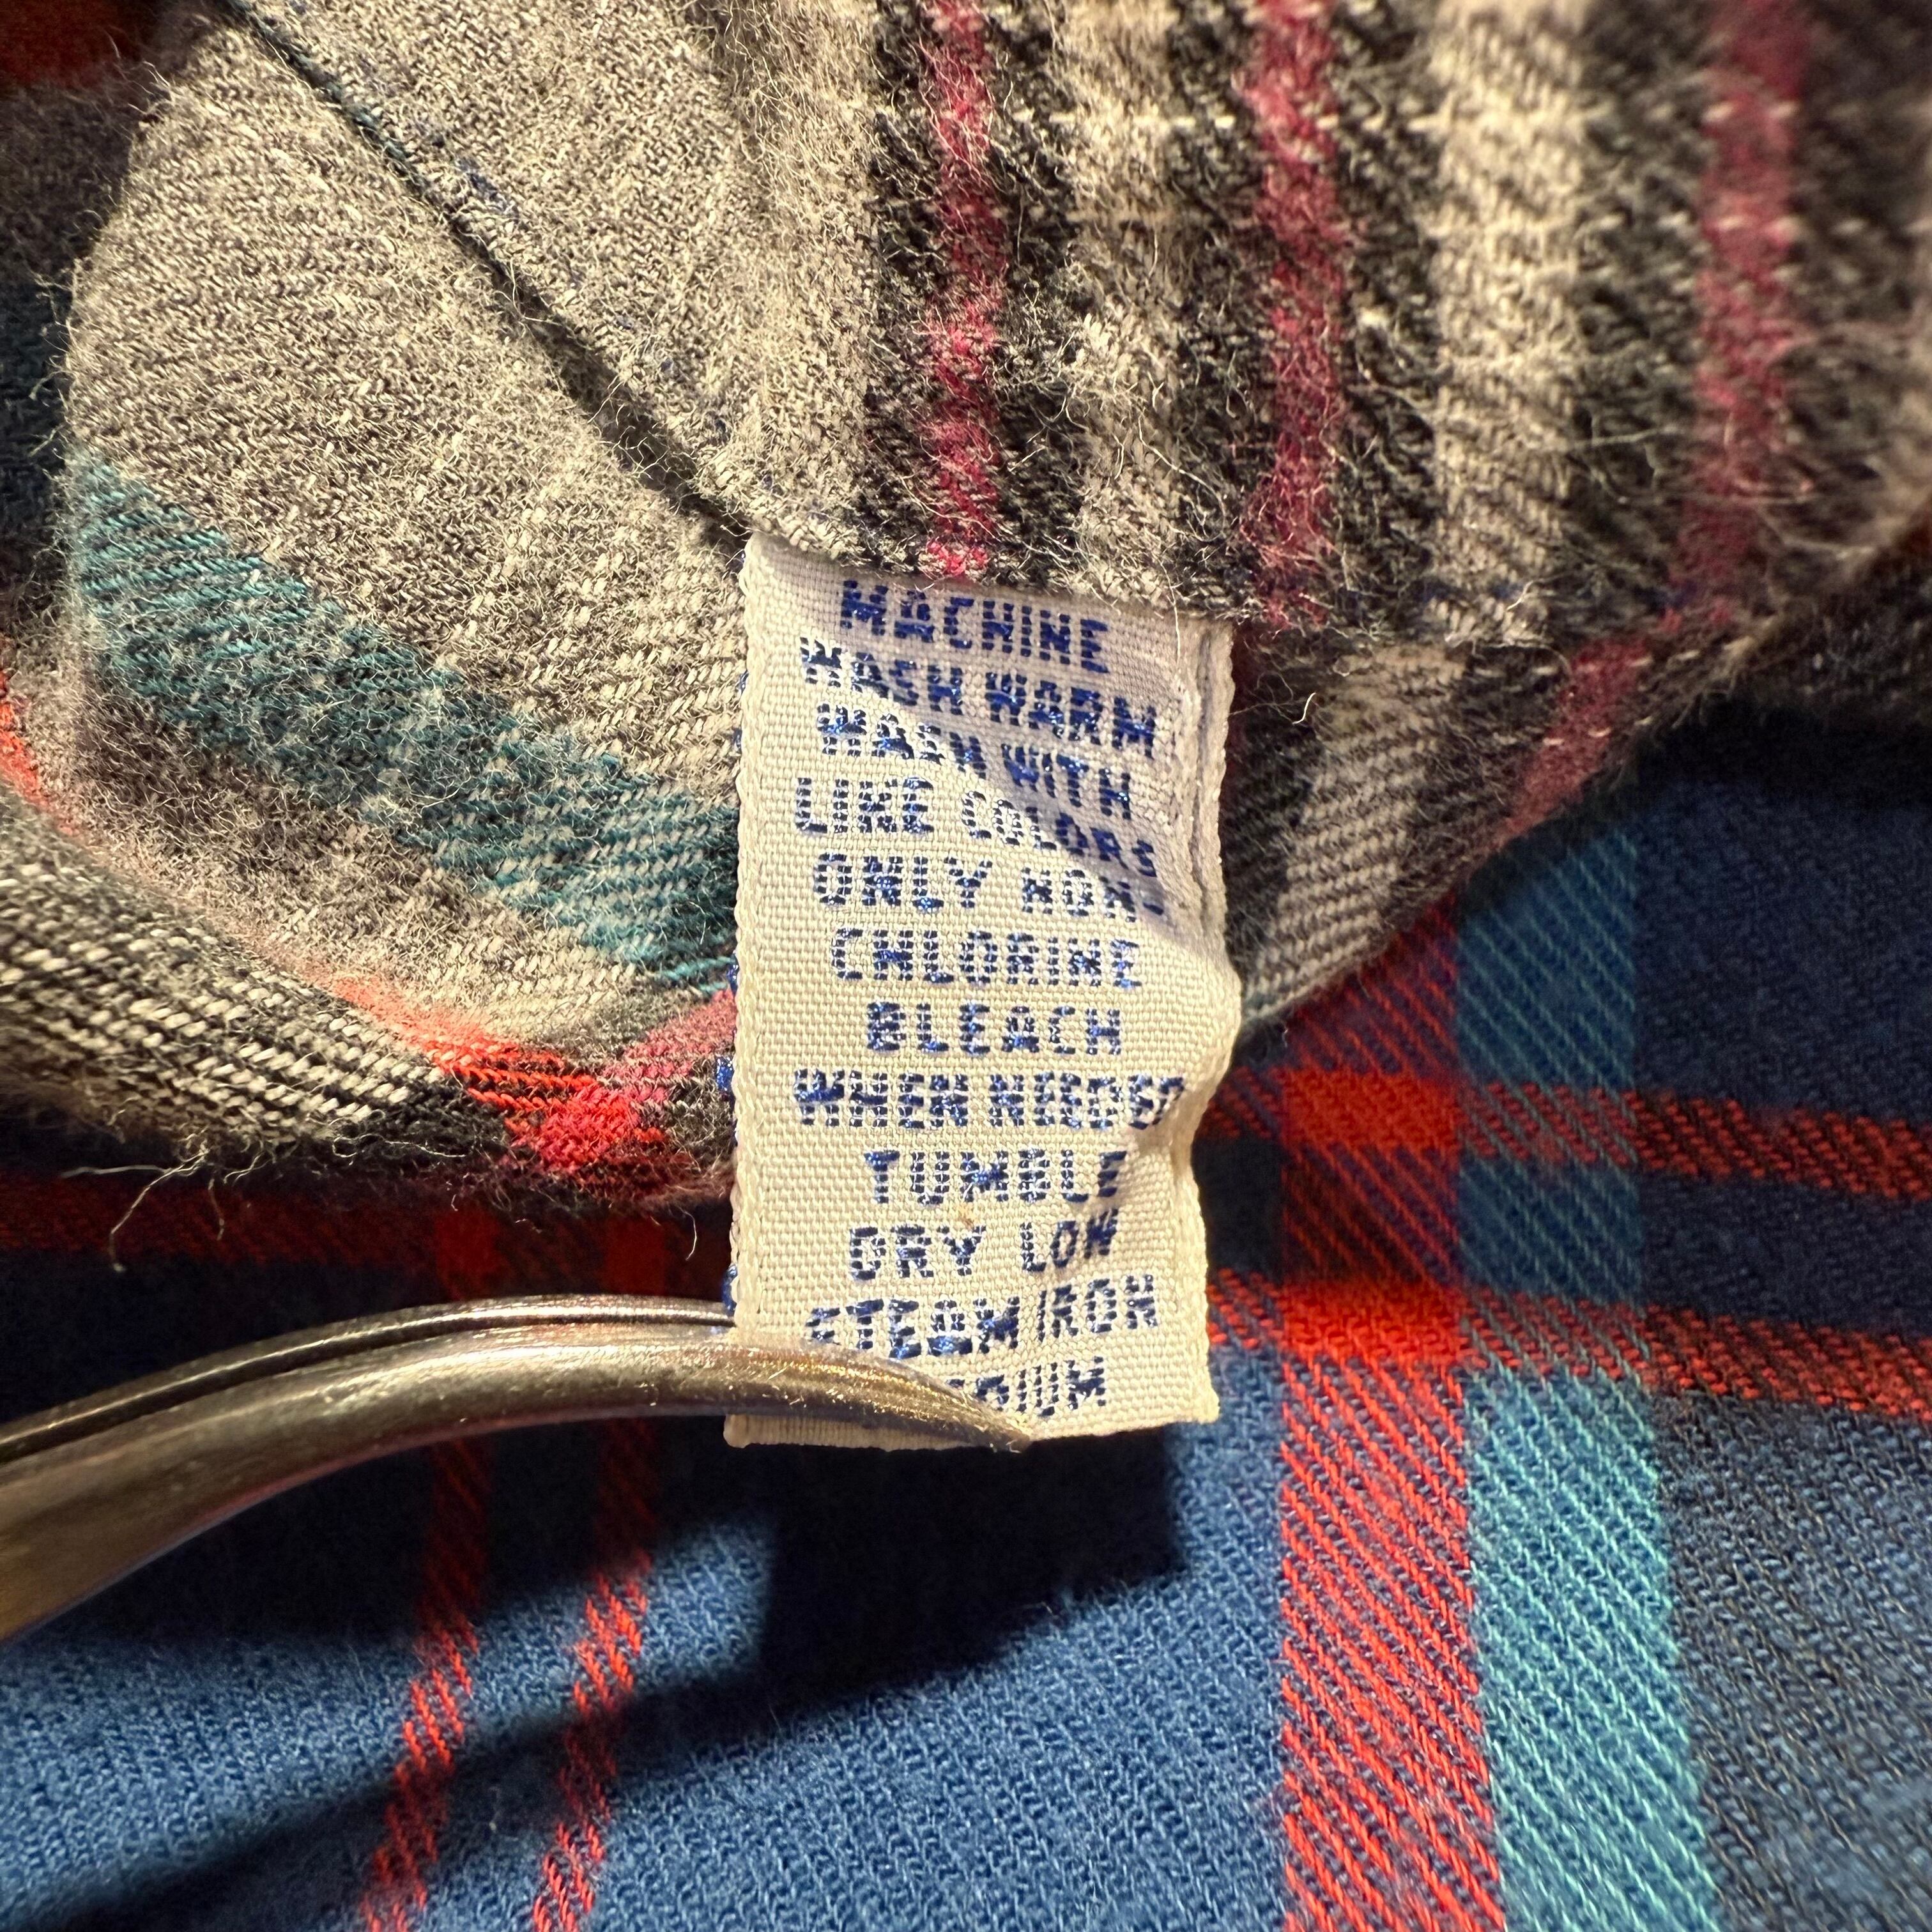 MACHINE
WASH WARM
WASH WITH
LIKE COLORS
ONLY NON-
CHLORINE
BLEACH
WHEN NEEDED
TUMBLE
DRY LOW
STEAM IRON